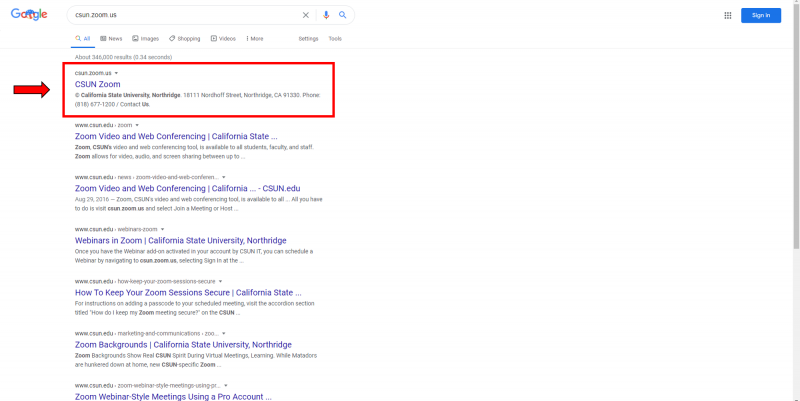 Google
csun.zoom.us
Sign in
All
News
Images
Shopping
Videos
More
Settings
Tools
About 346,000 results (0.34 seconds)
csun.zoom.us
CSUN Zoom
© California State University, Northridge. 18111 Nordhoff Street, Northridge, CA 91330. Phone:
(818) 677-1200 / Contact Us.
www.csun.edu › zoom
Zoom Video and Web Conferencing | California State ...
Zoom, CSUN's video and web conferencing tool, is available to all students, faculty, and staff.
Zoom allows for video, audio, and screen sharing between up to ...
www.csun.edu › news › zoom-video-and-web-conferen...
Zoom Video and Web Conferencing | California ... - CSUN.edu
Aug 29, 2016 — Zoom, CSUN's video and web conferencing tool, is available to all ... All you have
to do is visit csun.zoom.us and select Join a Meeting or Host ...
www.csun.edu › webinars-zoom
Webinars in Zoom | California State University, Northridge
Once you have the Webinar add-on activated in your account by CSUN IT, you can schedule a
Webinar by navigating to csun.zoom.us, selecting Sign-in at the ...
www.csun.edu › how-keep-your-zoom-sessions-secure
How To Keep Your Zoom Sessions Secure | California State ...
For instructions on adding a passcode to your scheduled meeting, visit the accordion section
titled "How do I keep my Zoom meeting secure?" on the CSUN ...
www.csun.edu › marketing-and-communications › zoo...
Zoom Backgrounds | California State University, Northridge
Zoom Backgrounds Show Real CSUN Spirit During Virtual Meetings, Learning. While Matadors
are hunkered down at home, new CSUN-specific Zoom ...
www.csun.edu › zoom-webinar-style-meetings-using-pr...
Zoom Webinar-Style Meetings Using a Pro Account ...